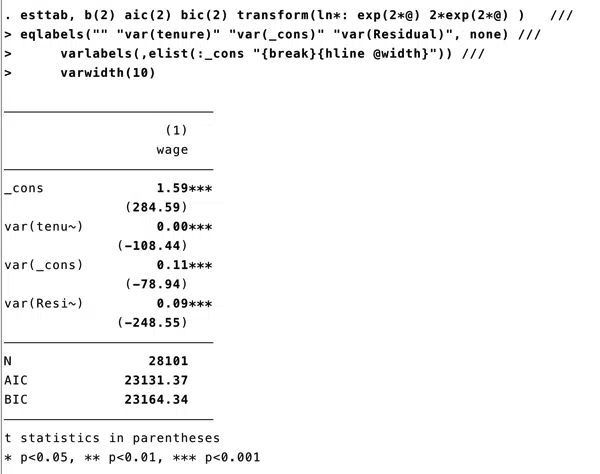 . esttab, b(2) aic(2) bic(2) transform(ln*: exp(2*@) 2*exp(2*@) )   ///
> eqlabels("" "var(tenure)" "var(_cons)" "var(Residual)", none) ///
>      varlabels(,elist(:_cons "{break}{hline @width}")) ///
>      varwidth(10)
(1)
wage
_cons 1.59***
(284.59)
var(tenu~) 0.00***
(-108.44)
var(_cons) 0.11***
(-78.94)
var(Resi~) 0.09***
(-248.55)
N 28101
AIC 23131.37
BIC 23164.34
t statistics in parentheses
* p<0.05, ** p<0.01, *** p<0.001